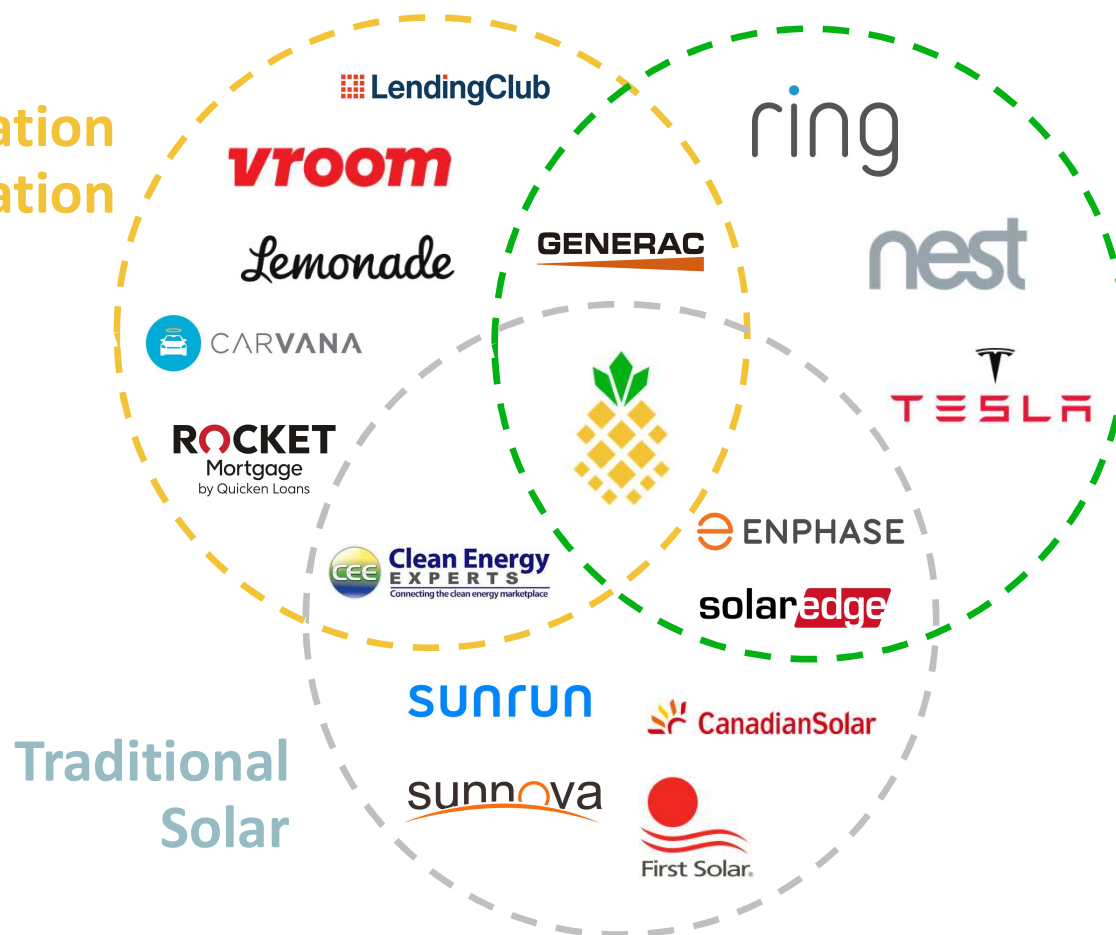 LendingClub
ring
ation
vroom
ation
GENERAC
Lemonade
nest
CARVANA
TESLA
ROCKET
Mortgage
by Quicken Loans
ENPHASE
CEE Clean Energy
EXPERTS
Connecting the clean energy marketplace
solaredge
sunrun
CanadianSolar
Traditional
Solar
sunnova
First Solar.